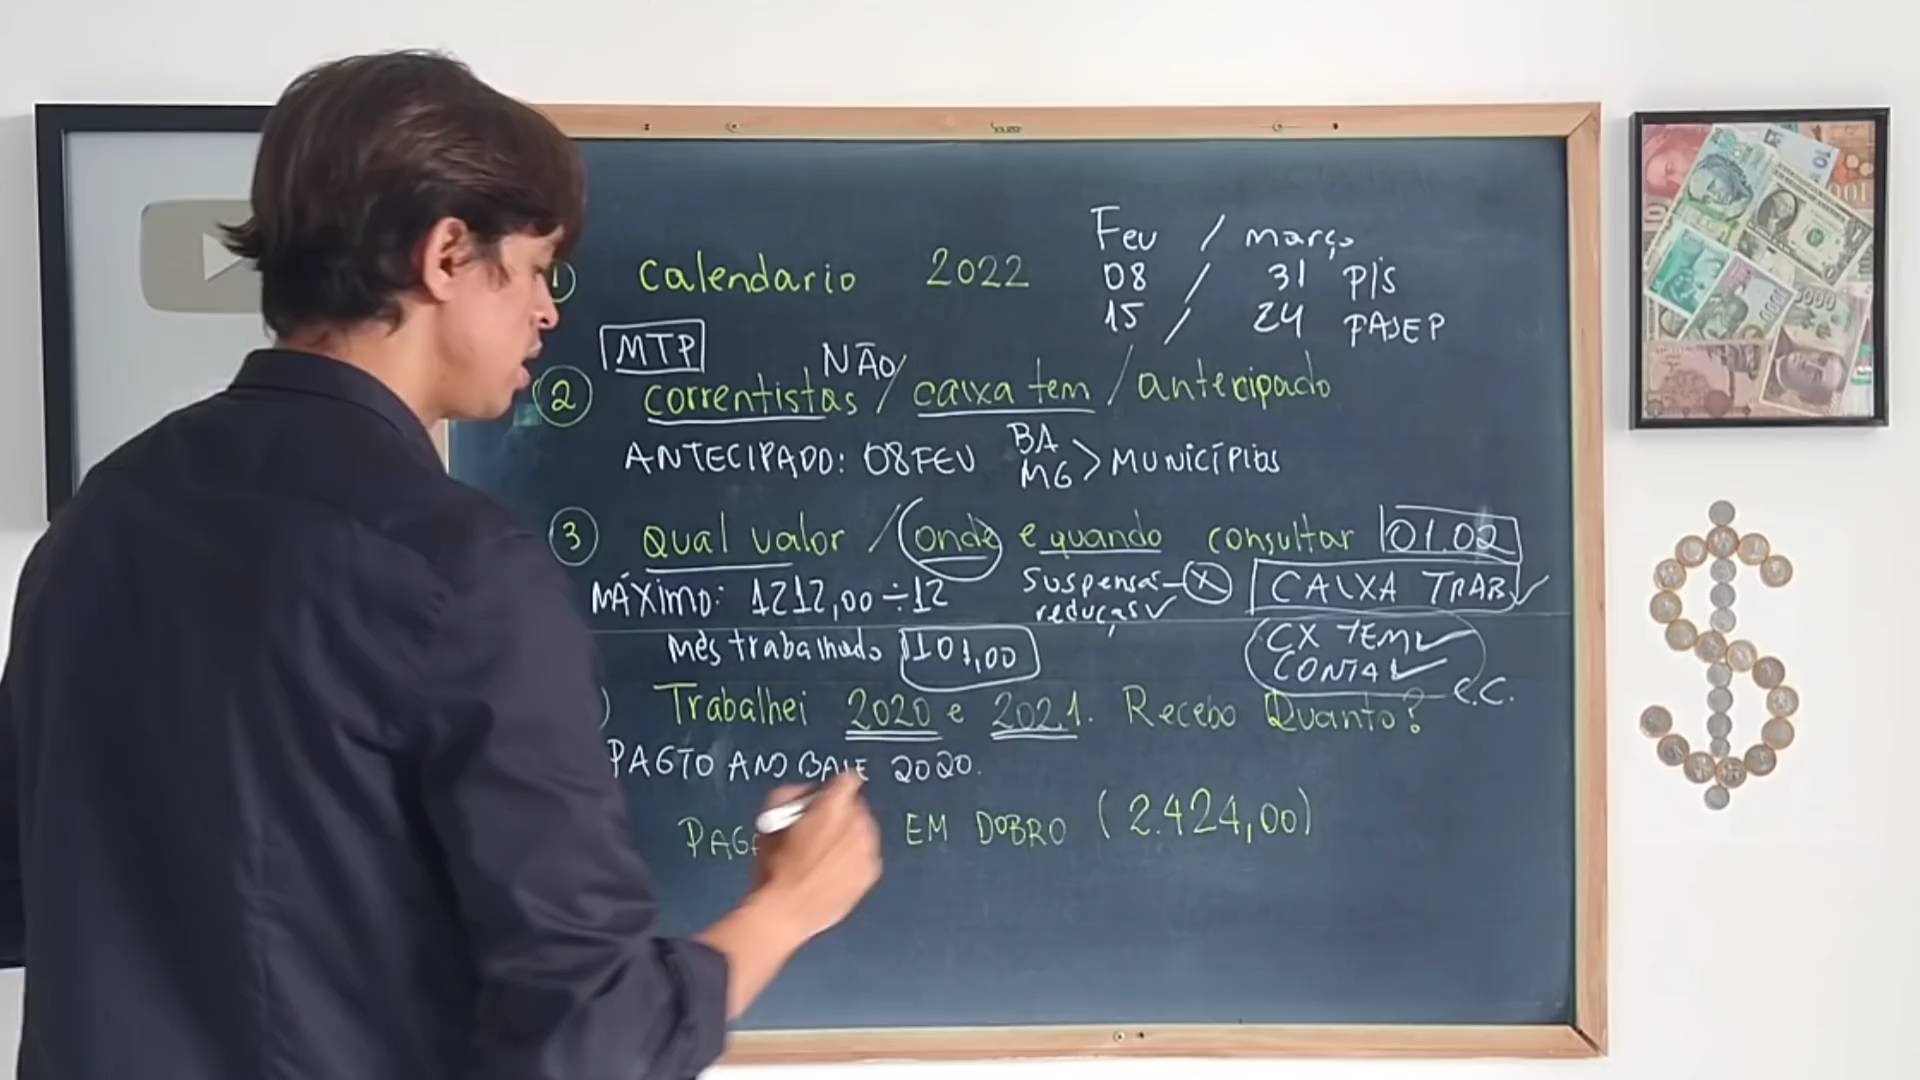 Fev / março
1) calendario 2022 08 / 31 PIS
15 / 24 PASEP
MTP NÃO
2 correntistas / caixa tem / antecipado
ANTECIPADO: 08 FEV BA MG > MUNICÍPIOS
3 qual valor / onde e quando consultar 01.02
MÁXIMO: 1212,00 ÷ 12 suspensão X CAIXA TRAB ✓
redução ✓
mês trabalhado 101,00 CX TEM ✓
CONTA ✓
c.c.
) Trabalhei 2020 e 2021. Recebo Quanto?
PAGTO ANO BASE 2020.
EM DOBRO (2.424,00)